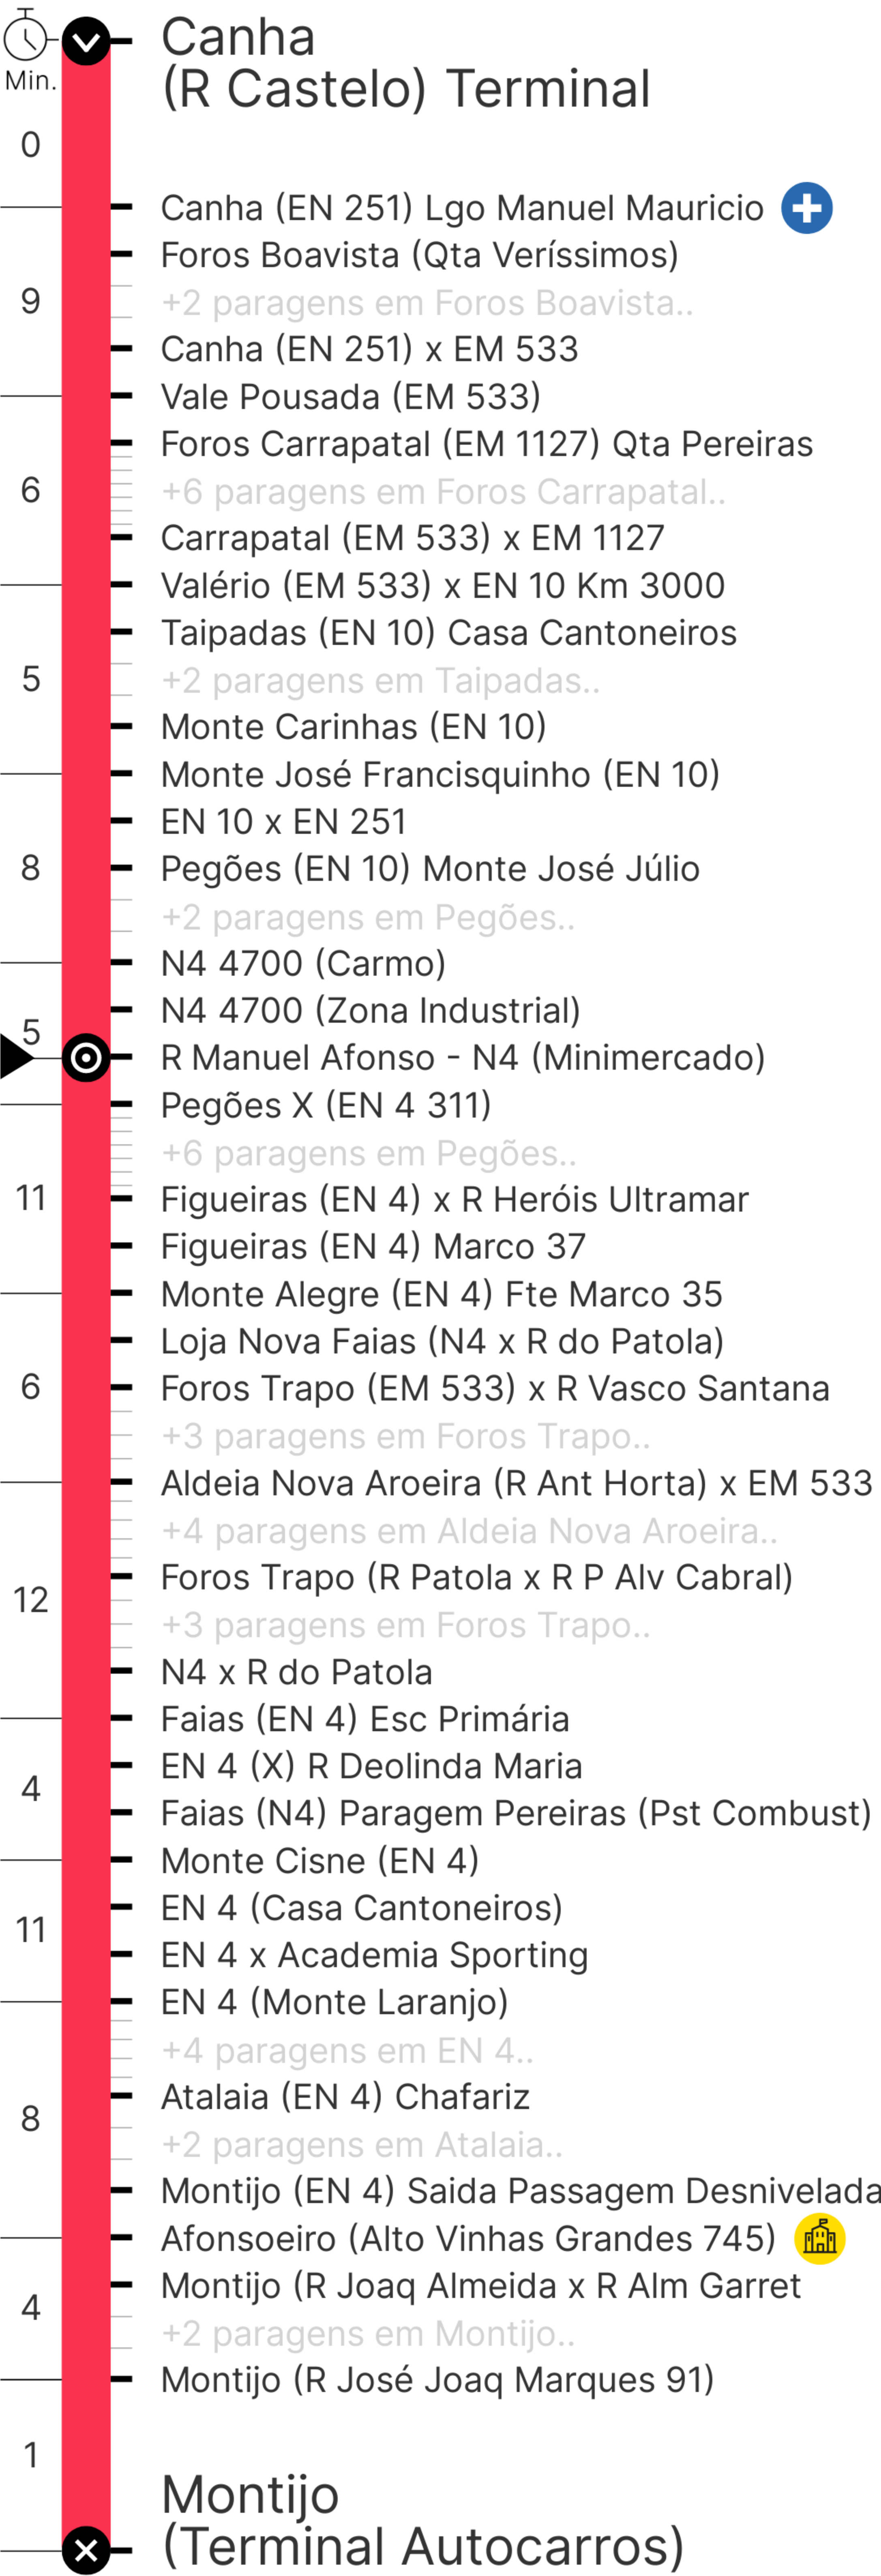 Canha
(R Castelo) Terminal
Min.
0
Canha (EN 251) Lgo Manuel Mauricio
Foros Boavista (Qta Veríssimos)
9
+2 paragens em Foros Boavista..
Canha (EN 251) x EM 533
Vale Pousada (EM 533)
Foros Carrapatal (EM 1127) Qta Pereiras
6
+6 paragens em Foros Carrapatal..
Carrapatal (EM 533) x EM 1127
Valério (EM 533) x EN 10 Km 3000
Taipadas (EN 10) Casa Cantoneiros
5
+2 paragens em Taipadas..
Monte Carinhas (EN 10)
Monte José Francisquinho (EN 10)
EN 10 x EN 251
8
Pegões (EN 10) Monte José Júlio
+2 paragens em Pegões..
N4 4700 (Carmo)
N4 4700 (Zona Industrial)
5
R Manuel Afonso - N4 (Minimercado)
Pegões X (EN 4 311)
+6 paragens em Pegões..
11
Figueiras (EN 4) x R Heróis Ultramar
Figueiras (EN 4) Marco 37
Monte Alegre (EN 4) Fte Marco 35
Loja Nova Faias (N4 x R do Patola)
6
Foros Trapo (EM 533) x R Vasco Santana
+3 paragens em Foros Trapo..
Aldeia Nova Aroeira (R Ant Horta) x EM 533
+4 paragens em Aldeia Nova Aroeira..
Foros Trapo (R Patola x R P Alv Cabral)
12
+3 paragens em Foros Trapo..
N4 x R do Patola
Faias (EN 4) Esc Primária
EN 4 (X) R Deolinda Maria
4
Faias (N4) Paragem Pereiras (Pst Combust)
Monte Cisne (EN 4)
EN 4 (Casa Cantoneiros)
11
EN 4 x Academia Sporting
EN 4 (Monte Laranjo)
+4 paragens em EN 4..
Atalaia (EN 4) Chafariz
8
+2 paragens em Atalaia..
Montijo (EN 4) Saida Passagem Desnivelada
Afonsoeiro (Alto Vinhas Grandes 745)
Montijo (R Joaq Almeida x R Alm Garret
4
+2 paragens em Montijo..
Montijo (R José Joaq Marques 91)
1
Montijo
(Terminal Autocarros)